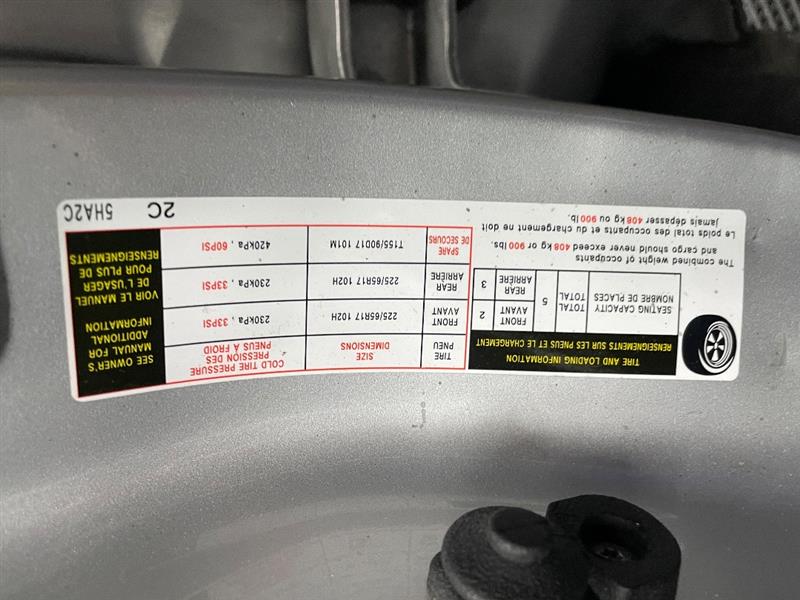 TIRE AND LOADING INFORMATION
RENSEIGNEMENTS SUR LES PNEUS ET LE CHARGEMENT
SEATING CAPACITY
NOMBRE DE PLACES
TOTAL
TOTAL
5
FRONT
AVANT
2
REAR
ARRIÈRE
3
The combined weight of occupants
and cargo should never exceed 408 kg or 900 lbs.
Le poids total des occupants et du chargement ne doit
jamais dépasser 408 kg ou 900 lb.
TIRE
PNEU
SIZE
DIMENSIONS
COLD TIRE PRESSURE
PRESSION DES
PNEUS A FROID
FRONT
AVANT
225/65R17 102H
230kPa , 33PSI
REAR
ARRIÈRE
225/65R17 102H
230kPa , 33PSI
SPARE
DE SECOURS
T155/90D17 101M
420kPa , 60PSI
SEE OWNER'S
MANUAL FOR
ADDITIONAL
INFORMATION
VOIR LE MANUEL
DE L'USAGER
POUR PLUS DE
RENSEIGNEMENTS
2C
5HA2C